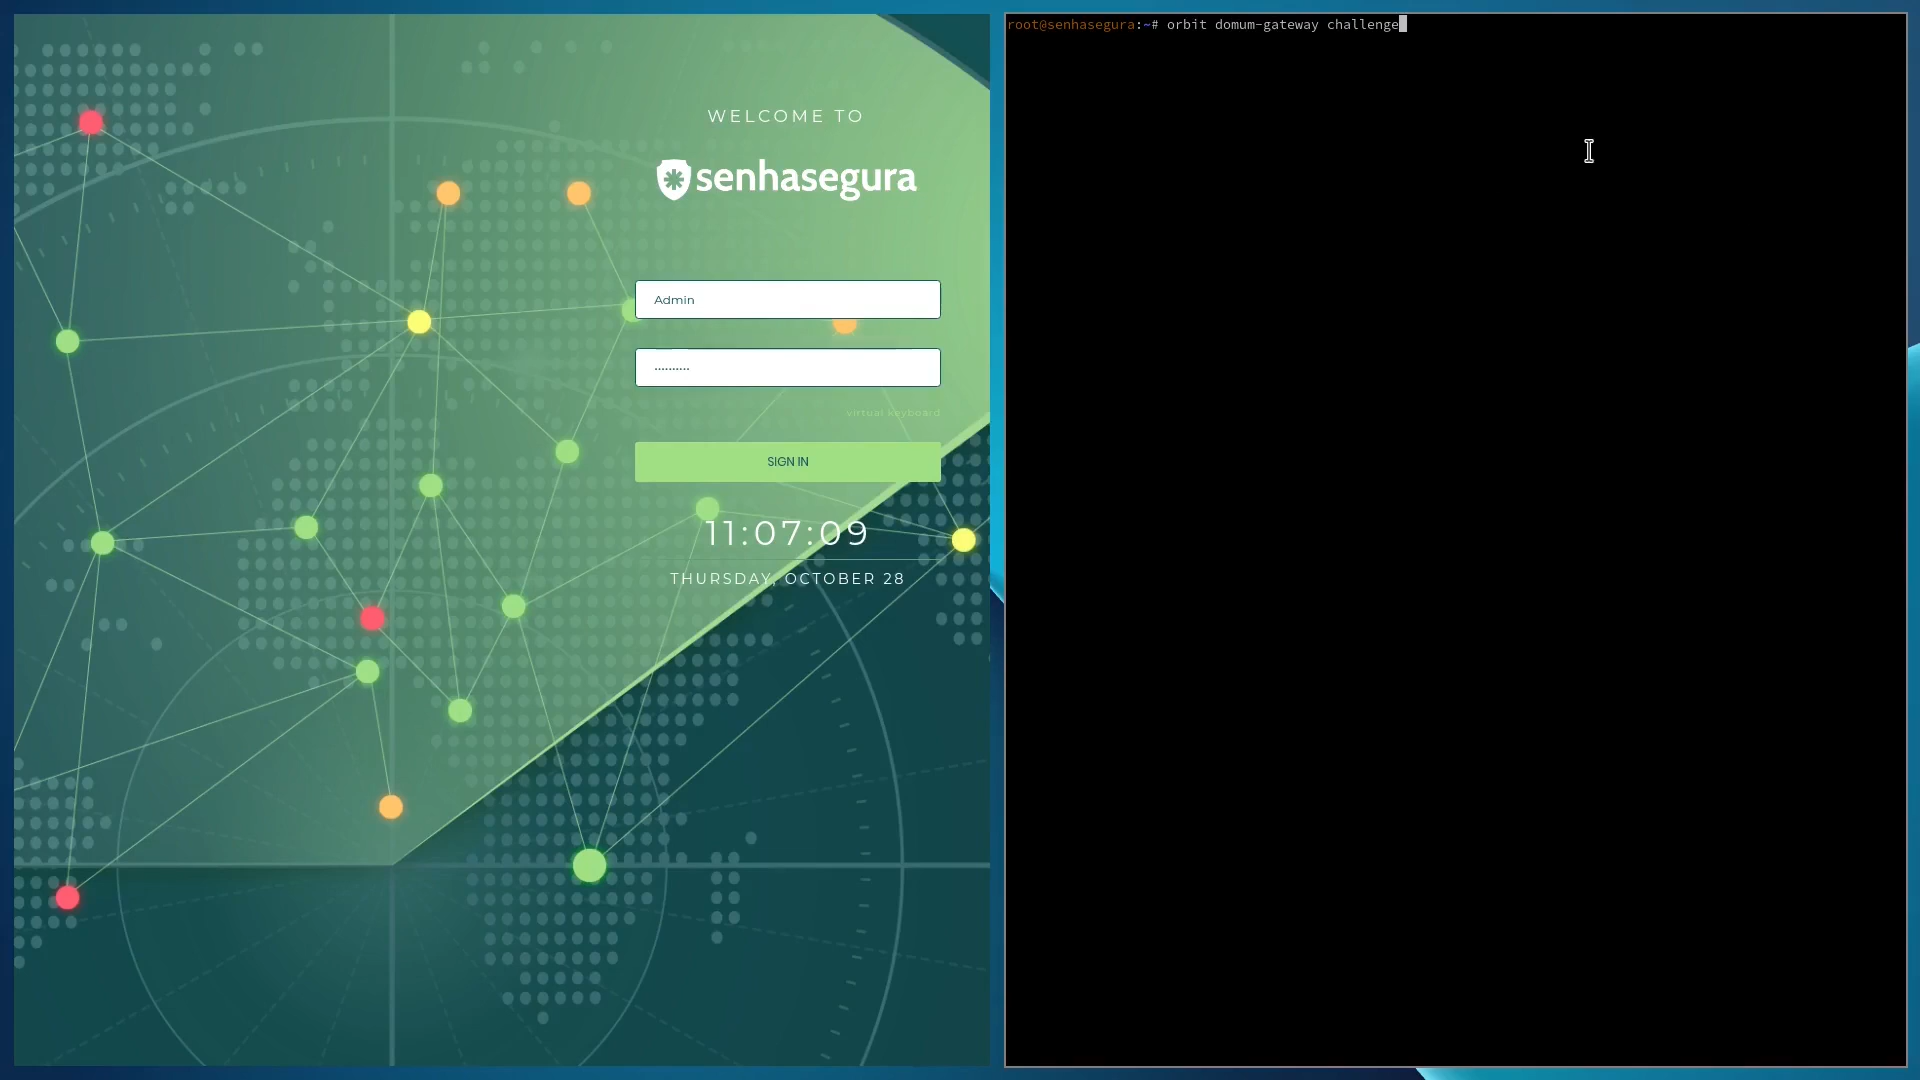 WELCOME TO
senhasegura
Admin
··········
virtual keyboard
SIGN IN
11:07:09
THURSDAY, OCTOBER 28
root@senhasegura:~# orbit domum-gateway challenge